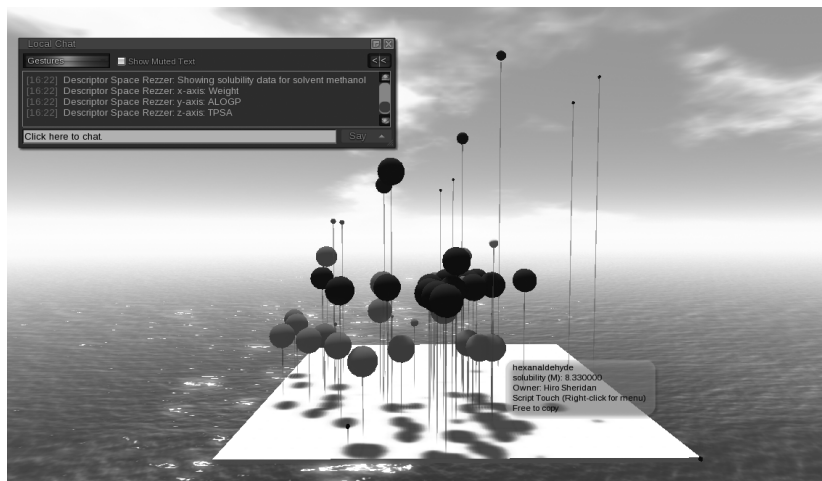 Local Chat
Gestures
Show Muted Text
[16:22] Descriptor Space Rezzer: Showing solubility data for solvent methanol
[16:22] Descriptor Space Rezzer: x-axis: Weight
[16:22] Descriptor Space Rezzer: y-axis: ALOGP
[16:22] Descriptor Space Rezzer: z-axis: TPSA
Click here to chat.
Say
hexanaldehyde
solubility (M): 8.330000
Owner: Hiro Sheridan
Script Touch (Right-click for menu)
Free to copy